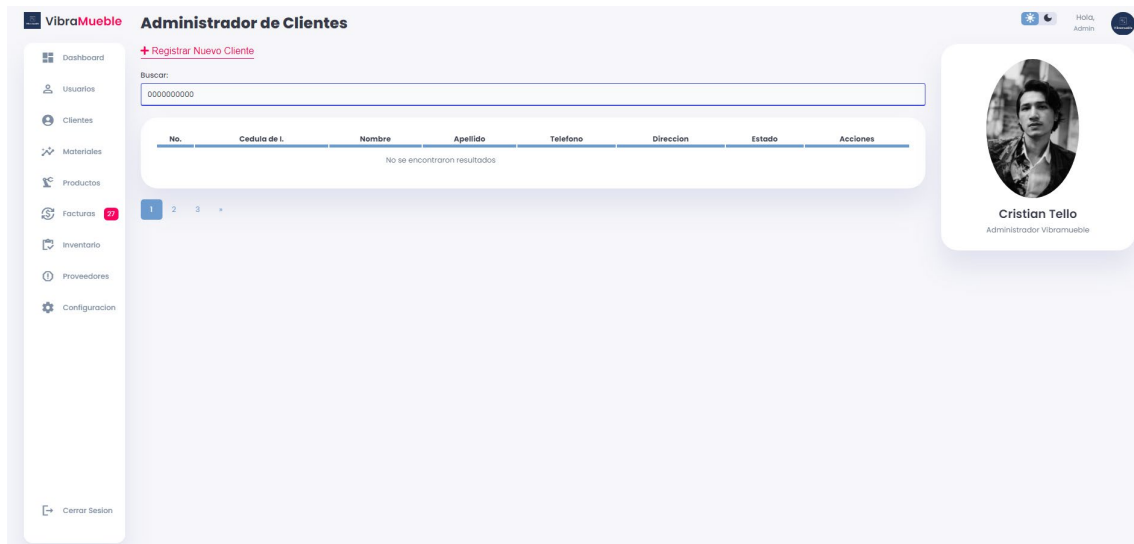 VibraMueble
Administrador de Clientes
Hola,
Admin
Dashboard
Usuarios
Clientes
Materiales
Productos
Facturas 27
Inventario
Proveedores
Configuracion
Cerrar Sesion
+ Registrar Nuevo Cliente
Buscar:
0000000000
No. Cedula de I. Nombre Apellido Telefono Direccion Estado Acciones
No se encontraron resultados
1 2 3 »
Cristian Tello
Administrador Vibramueble